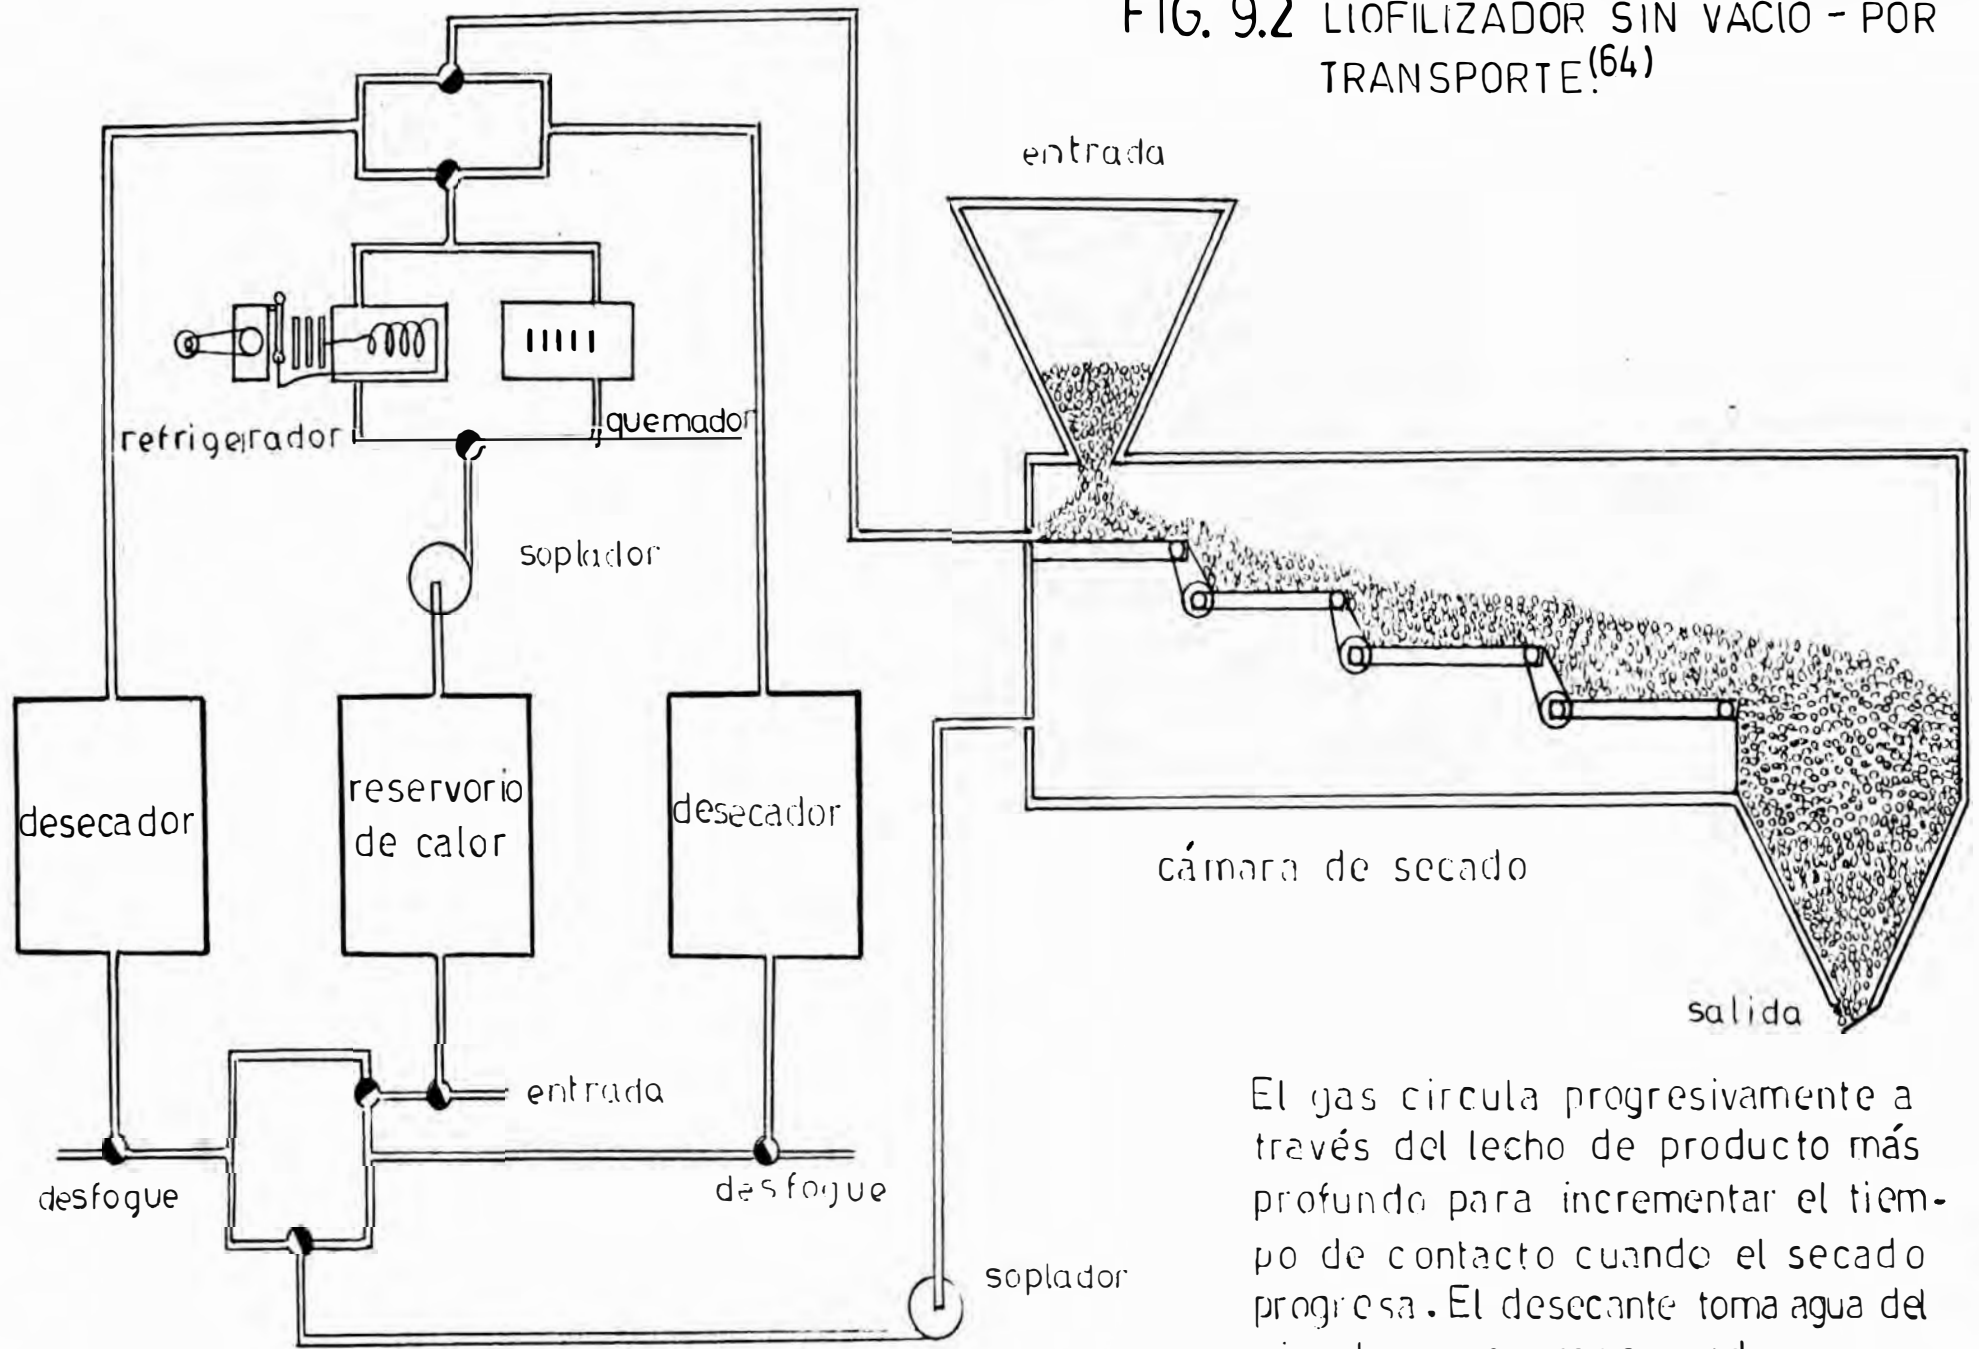 FIG. 9.2 LIOFILIZADOR SIN VACIO - POR
TRANSPORTE.(64)
entrada
refrigerador
quemador
soplador
desecador
reservorio
de calor
desecador
cámara de secado
salida
entrada
desfogue
desfogue
soplador
El gas circula progresivamente a
través del lecho de producto más
profundo para incrementar el tiem-
po de contacto cuando el secado
progresa. El desecante toma agua del